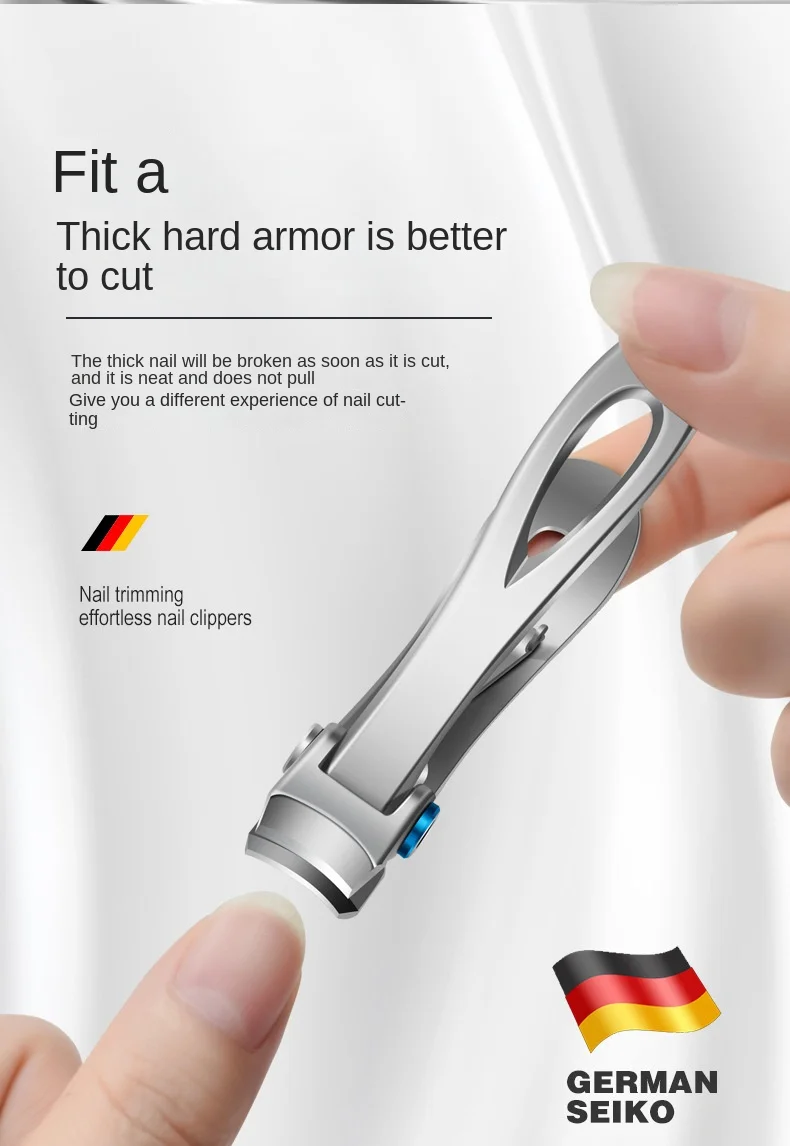 Fit a
Thick hard armor is better
to cut
The thick nail will be broken as soon as it is cut,
and it is neat and does not pull
Give you a different experience of nail cut-
ting
Nail trimming
effortless nail clippers
GERMAN
SEIKO